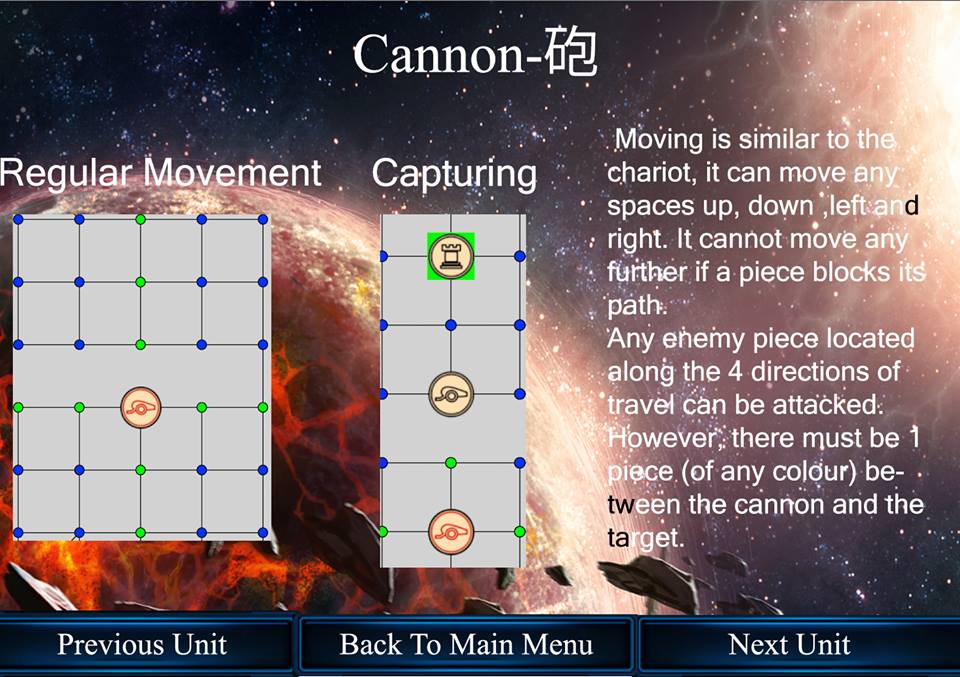 Cannon-砲
Regular Movement
Capturing
Moving is similar to the
chariot, it can move any
spaces up, down ,left and
right. It cannot move any
further if a piece blocks its
path.
Any enemy piece located
along the 4 directions of
travel can be attacked.
However, there must be 1
piece (of any colour) be-
tween the cannon and the
target.
Previous Unit
Back To Main Menu
Next Unit